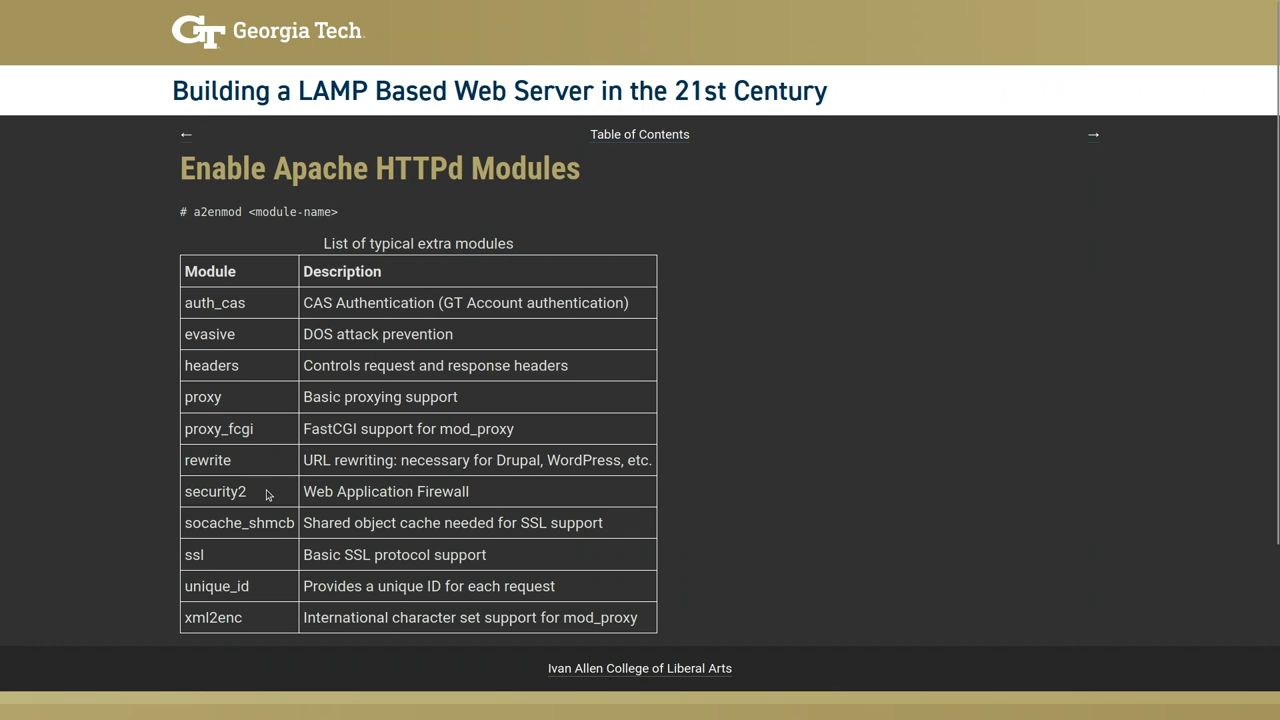 GT Georgia Tech.
Building a LAMP Based Web Server in the 21st Century
← Table of Contents →
Enable Apache HTTPd Modules
# a2enmod <module-name>
List of typical extra modules
Module Description
auth_cas CAS Authentication (GT Account authentication)
evasive DOS attack prevention
headers Controls request and response headers
proxy Basic proxying support
proxy_fcgi FastCGI support for mod_proxy
rewrite URL rewriting: necessary for Drupal, WordPress, etc.
security2 Web Application Firewall
socache_shmcb Shared object cache needed for SSL support
ssl Basic SSL protocol support
unique_id Provides a unique ID for each request
xml2enc International character set support for mod_proxy
Ivan Allen College of Liberal Arts